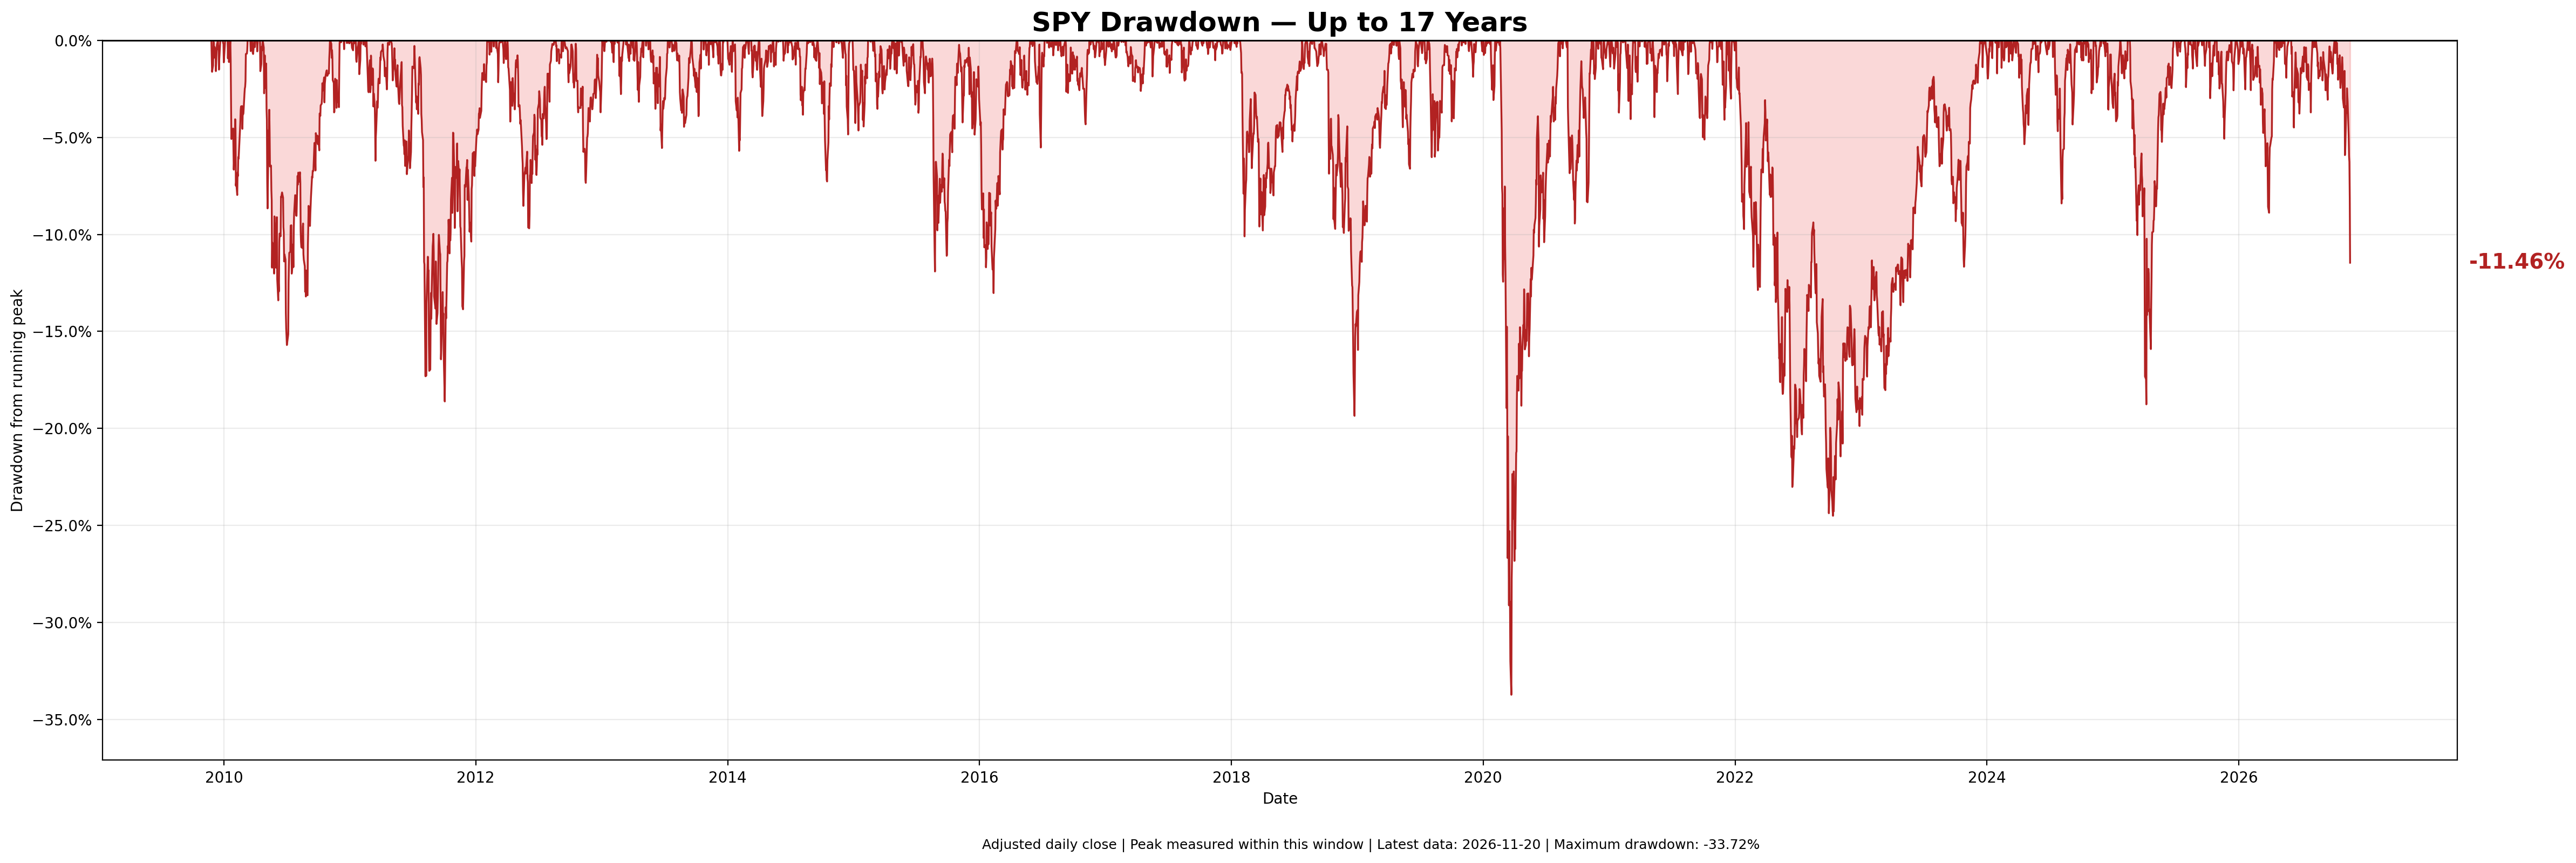 SPY Drawdown — Up to 17 Years
0.0%
−5.0%
−10.0%
−15.0%
−20.0%
−25.0%
−30.0%
−35.0%
Drawdown from running peak
-11.46%
2010 2012 2014 2016 2018 2020 2022 2024 2026
Date
Adjusted daily close | Peak measured within this window | Latest data: 2026-11-20 | Maximum drawdown: -33.72%